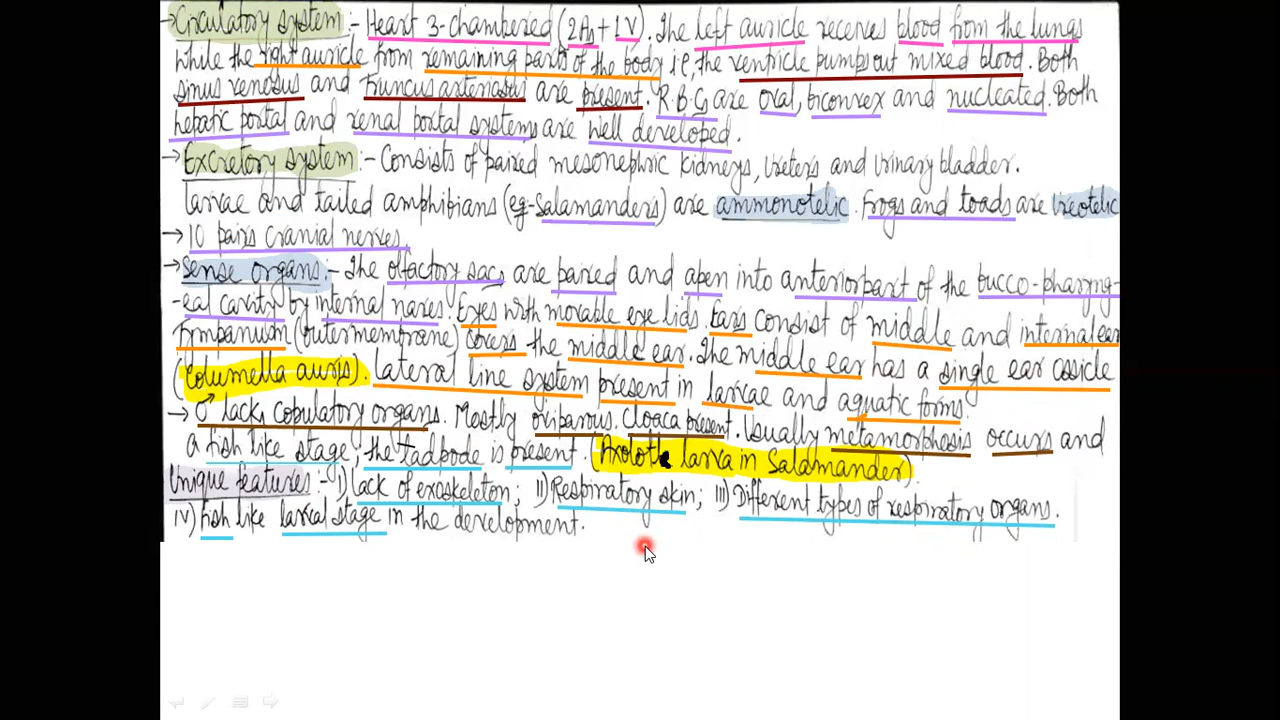 → Circulatory system :- Heart 3-chambered (2As + 1V). The left auricle receives blood from the lungs
while the right auricle from remaining parts of the body i.e, the ventricle pumps out mixed blood. Both
sinus venosus and truncus arteriosus are present. R.B.Cs are oval, biconvex and nucleated. Both
hepatic portal and renal portal systems are well developed.
→ Excretory system :- Consists of paired mesonephric kidneys, ureters and urinary bladder.
larvae and tailed amphibians (eg-Salamanders) are ammonotelic. Frogs and toads are ureotelic
→ 10 pairs cranial nerves.
→ Sense organs :- The olfactory sacs are paired and open into anterior part of the bucco-pharyng-
-eal cavity by internal nares. Eyes with movable eye lids. Ears consist of middle and internal ear
Tympanum (outermembrane) covers the middle ear. The middle ear has a single ear ossicle
(Columella auris). Lateral line system present in larvae and aquatic forms.
→ ♂ lacks copulatory organs. Mostly oviparous. Cloaca present. Usually metamorphosis occurs and
a fish like stage the tadpode is present. (Axolotl larva in Salamander).
Unique features :- i) Lack of exoskeleton; ii) Respiratory skin; iii) Different types of respiratory organs.
iv) fish like larval stage in the development.